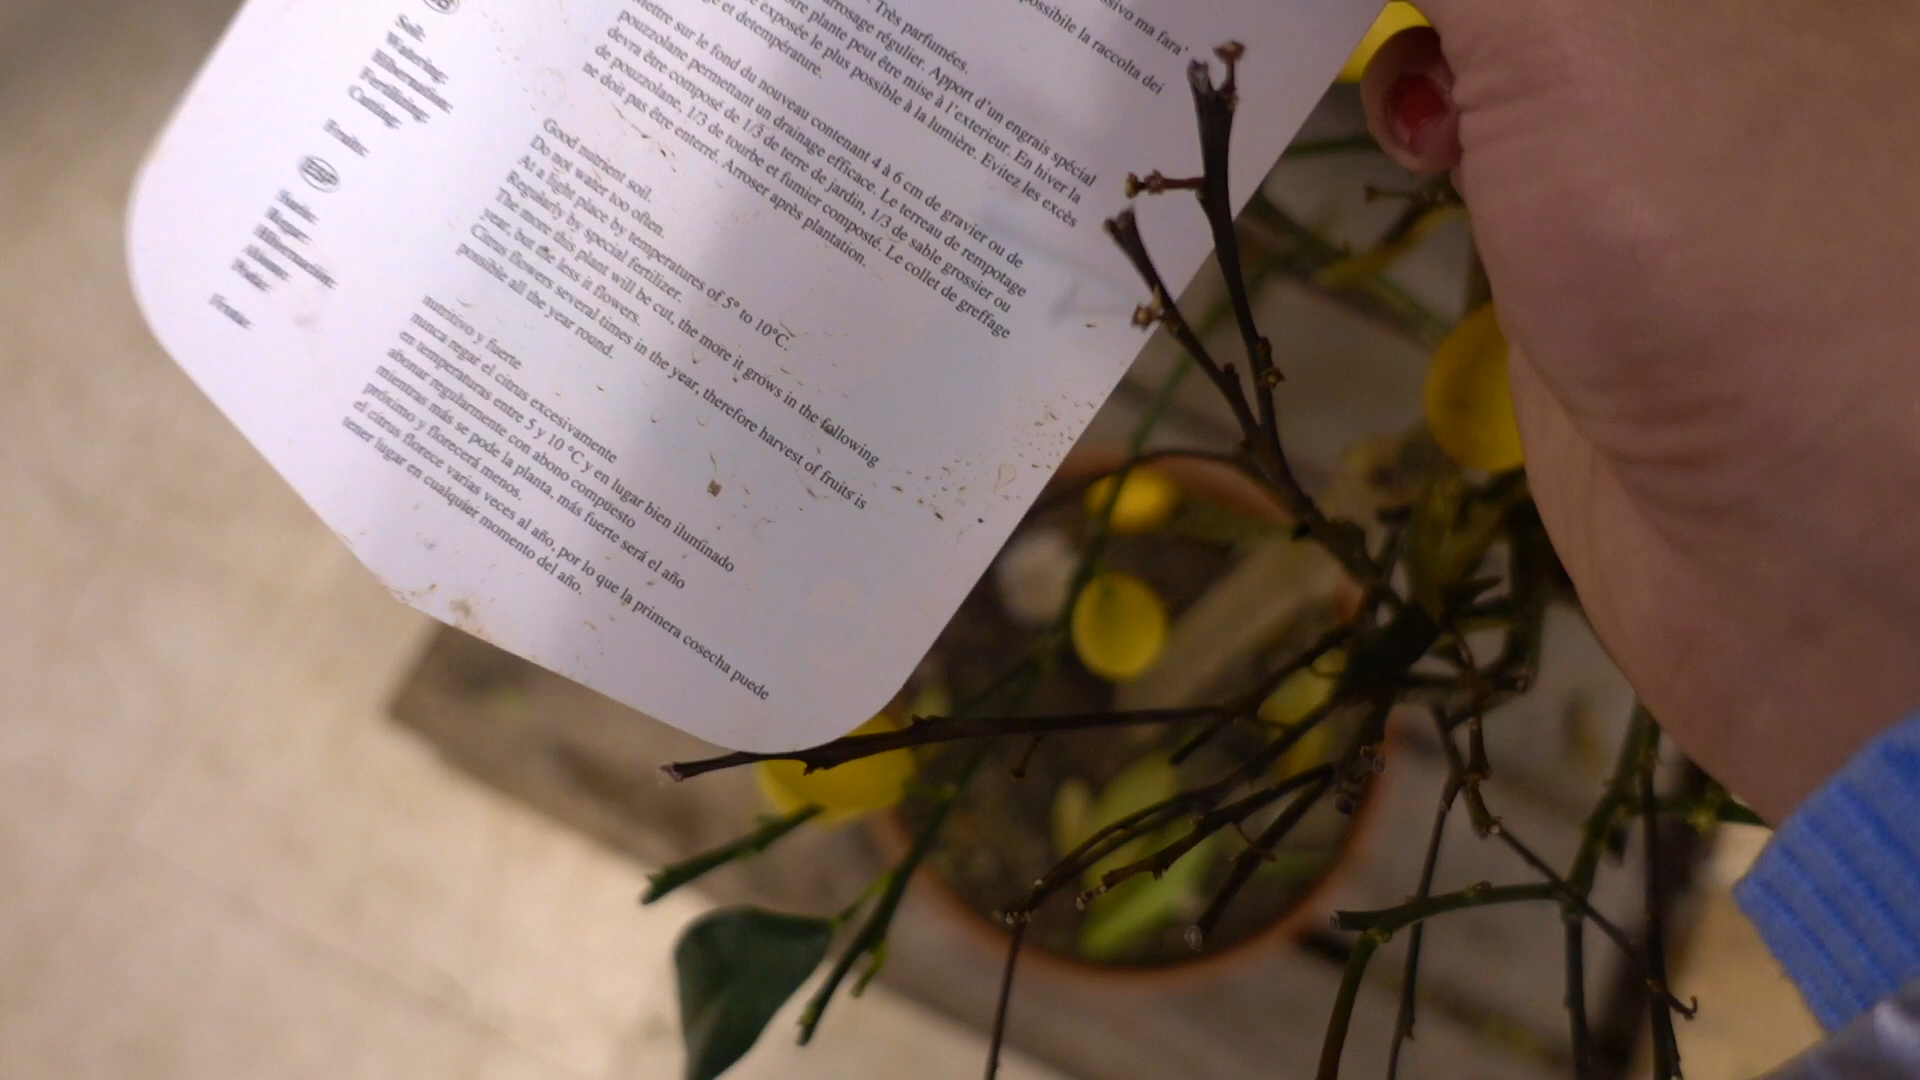 sivo ma fara'
possibile la raccolta dei
Très parfumées.
arrosage régulier. Apport d'un engrais spécial
plante peut être mise à l'exterieur. En hiver la
exposée le plus possible à la lumière. Evitez les excès
et detempérature.
Mettre sur le fond du nouveau contenant 4 à 6 cm de gravier ou de
pouzzolane permettant un drainage efficace. Le terreau de rempotage
devra être composé de 1/3 de terre de jardin, 1/3 de sable grossier ou
de pouzzolane. 1/3 de tourbe et fumier composté. Le collet de greffage
ne doit pas être enterré. Arroser après plantation.
Good nutrient soil.
Do not water too often.
At a light place by temperatures of 5° to 10°C.
Regularly by special fertilizer.
The more this plant will be cut, the more it grows in the following
year, but the less it flowers.
Citrus flowers several times in the year, therefore harvest of fruits is
possible all the year round.
nutritivo y fuerte
nunca regar el citrus excesivamente
en temperaturas entre 5 y 10 °C y en lugar bien iluminado
abonar regularmente con abono compuesto
mientras más se pode la planta, más fuerte será el año
próximo y florecerá menos.
el citrus florece varias veces al año, por lo que la primera cosecha puede
tener lugar en cualquier momento del año.